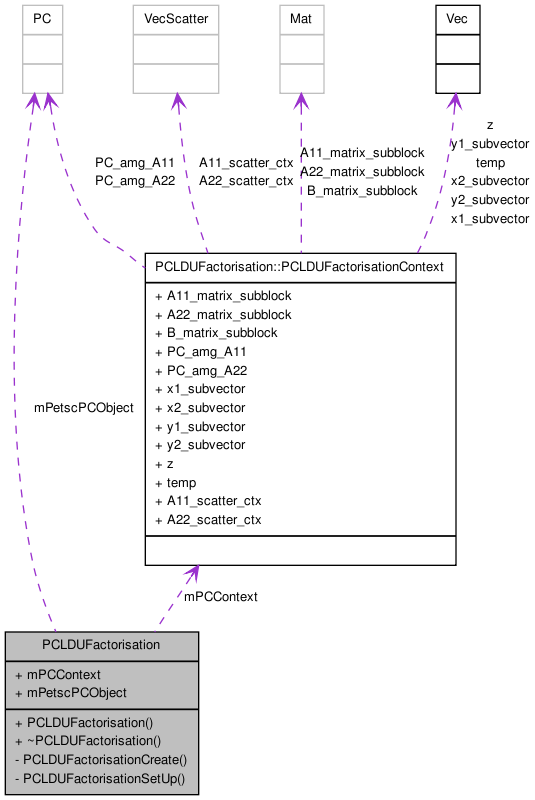 PC
VecScatter
Mat
Vec
PC_amg_A11
PC_amg_A22
A11_scatter_ctx
A22_scatter_ctx
A11_matrix_subblock
A22_matrix_subblock
B_matrix_subblock
z
y1_subvector
temp
x2_subvector
y2_subvector
x1_subvector
PCLDUFactorisation::PCLDUFactorisationContext
+ A11_matrix_subblock
+ A22_matrix_subblock
+ B_matrix_subblock
+ PC_amg_A11
+ PC_amg_A22
+ x1_subvector
+ x2_subvector
+ y1_subvector
+ y2_subvector
+ z
+ temp
+ A11_scatter_ctx
+ A22_scatter_ctx
mPetscPCObject
mPCContext
PCLDUFactorisation
+ mPCContext
+ mPetscPCObject
+ PCLDUFactorisation()
+ ~PCLDUFactorisation()
- PCLDUFactorisationCreate()
- PCLDUFactorisationSetUp()